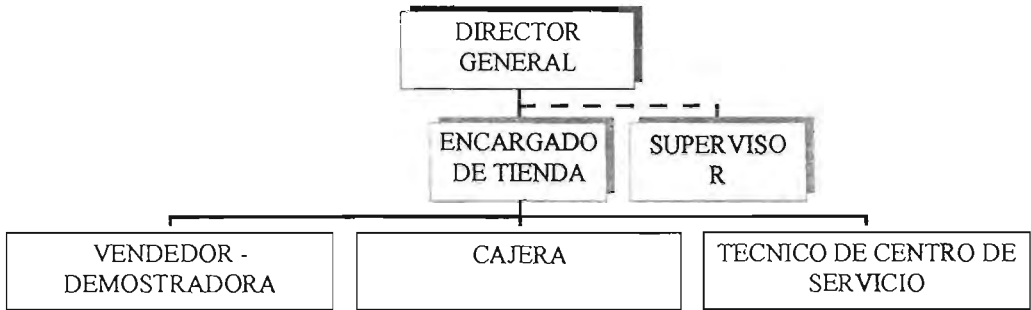 DIRECTOR
GENERAL
ENCARGADO
DE TIENDA
SUPERVISO
R
VENDEDOR -
DEMOSTRADORA
CAJERA
TECNICO DE CENTRO DE
SERVICIO